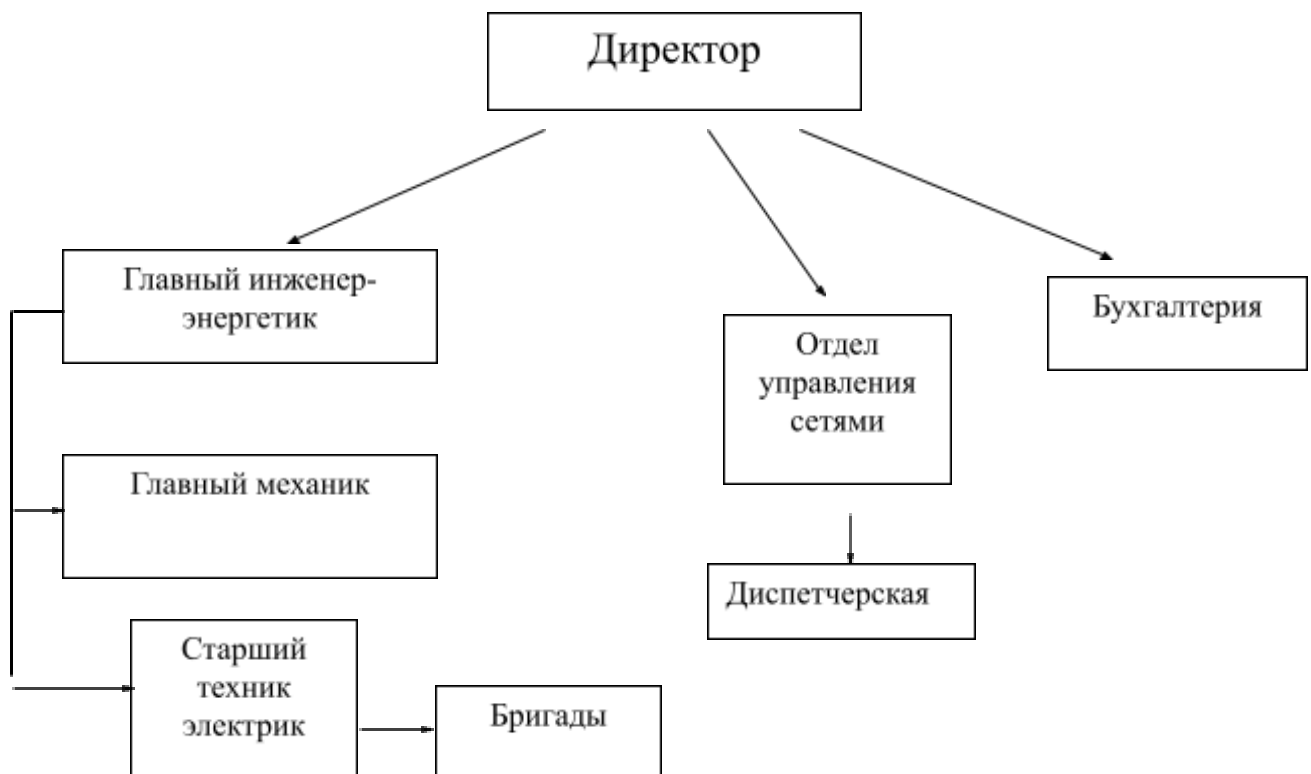 Директор
Главный инженер-
энергетик
Отдел
управления
сетями
Бухгалтерия
Главный механик
Диспетчерская
Старший
техник
электрик
Бригады